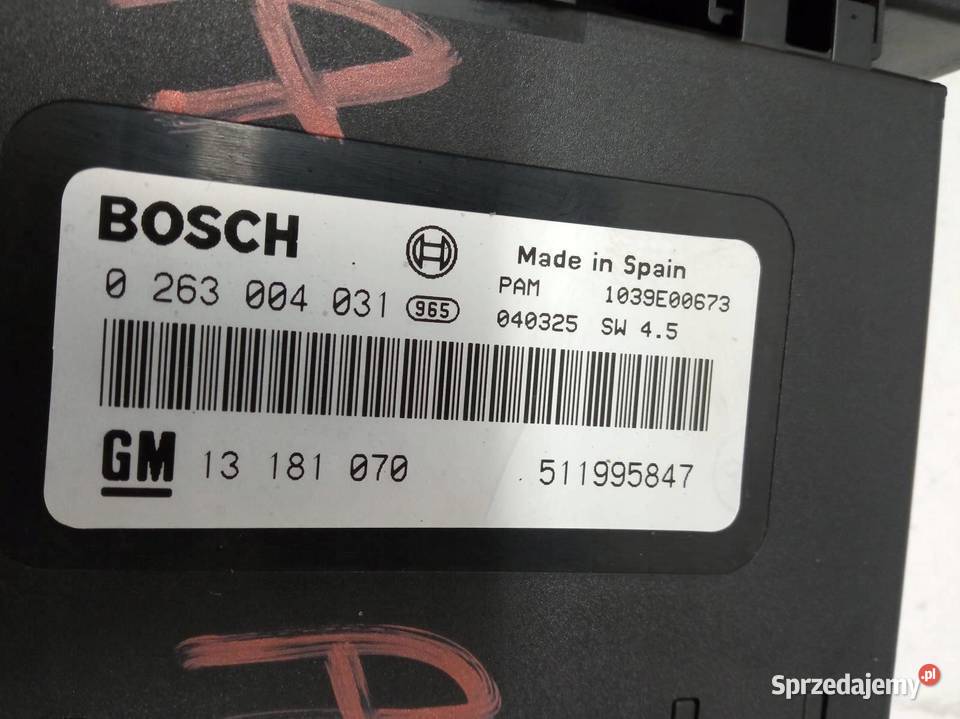 BOSCH
Made in Spain
0 263 004 031 965
PAM 1039E00673
040325 SW 4.5
GM 13 181 070 511995847
Sprzedajemy.pl